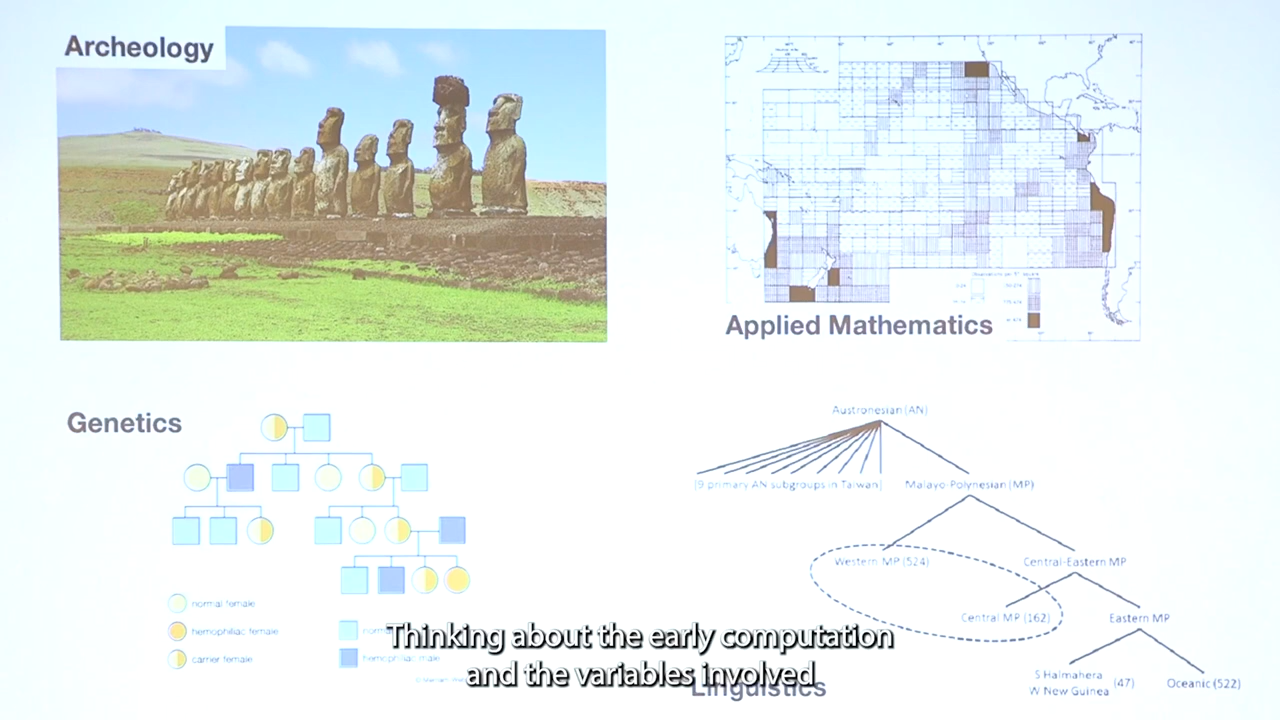 Archeology
Applied Mathematics
Genetics
Austronesian (AN)
[9 primary AN subgroups in Taiwan]
Malayo-Polynesian (MP)
Western MP (524)
Central-Eastern MP
Central MP (162)
Eastern MP
S Halmahera
W New Guinea
(47)
Oceanic (522)
normal female
hemophiliac female
carrier female
hemophiliac male
Thinking about the early computation
and the variables involved
Linguistics